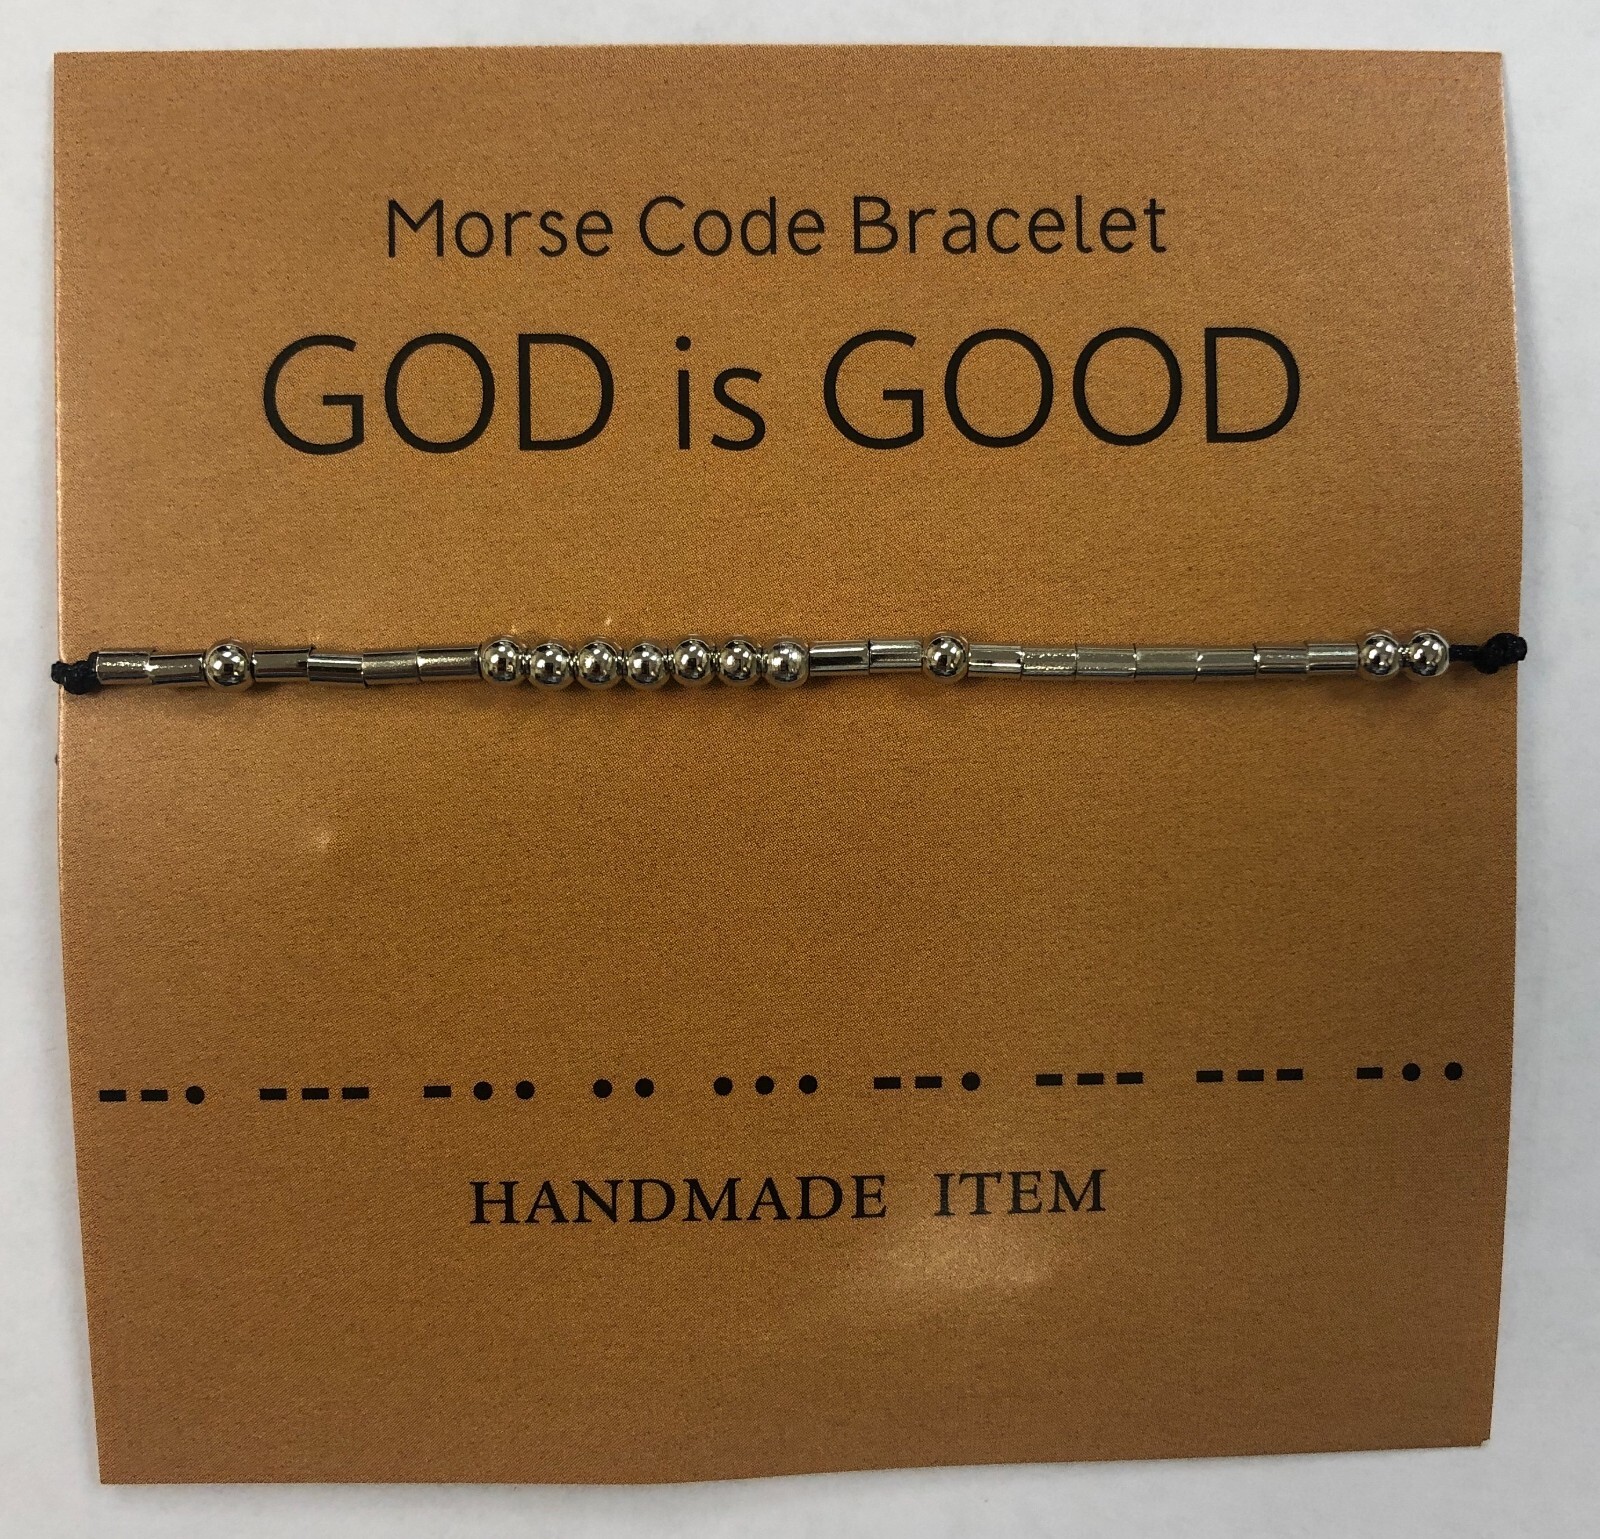 Morse Code Bracelet
GOD is GOOD
--• --- -•• •• ••• --• --- --- -••
HANDMADE ITEM